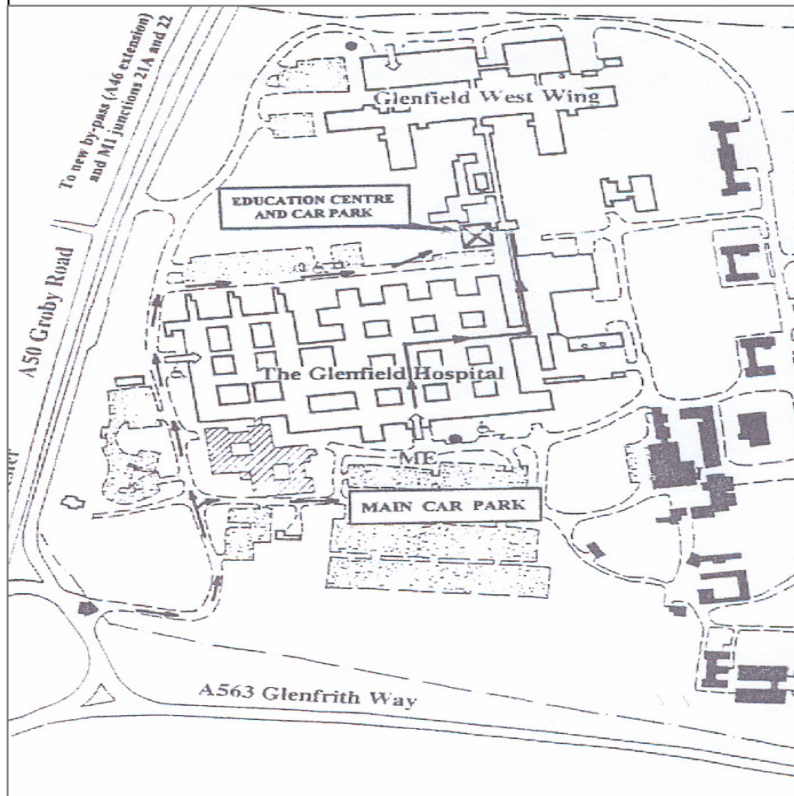 To new by-pass (A46 extension)
and M1 junctions 21A and 22
Glenfield West Wing
EDUCATION CENTRE
AND CAR PARK
A50 Groby Road
The Glenfield Hospital
ME
MAIN CAR PARK
A563 Glenfrith Way